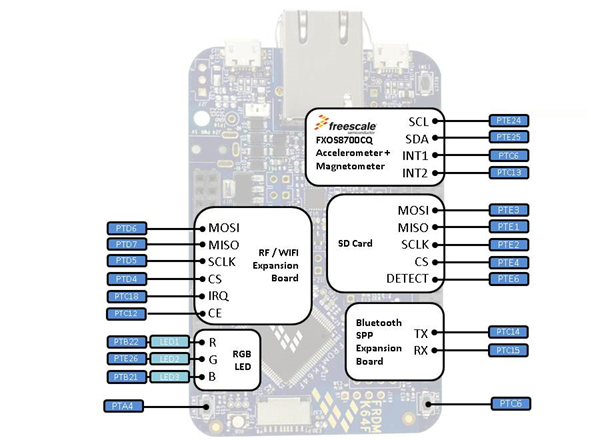 freescale
semiconductor
FXOS8700CQ
Accelerometer +
Magnetometer
SCL PTE24
SDA PTE25
INT1 PTC6
INT2 PTC13
SD Card
MOSI PTE3
MISO PTE1
SCLK PTE2
CS PTE4
DETECT PTE6
RF / WIFI
Expansion
Board
PTD6 MOSI
PTD7 MISO
PTD5 SCLK
PTD4 CS
PTC18 IRQ
PTC12 CE
Bluetooth
SPP
Expansion
Board
TX PTC14
RX PTC15
RGB
LED
PTB22 LED1 R
PTE26 LED2 G
PTB21 LED3 B
PTA4
PTC6
FRDM
K64F